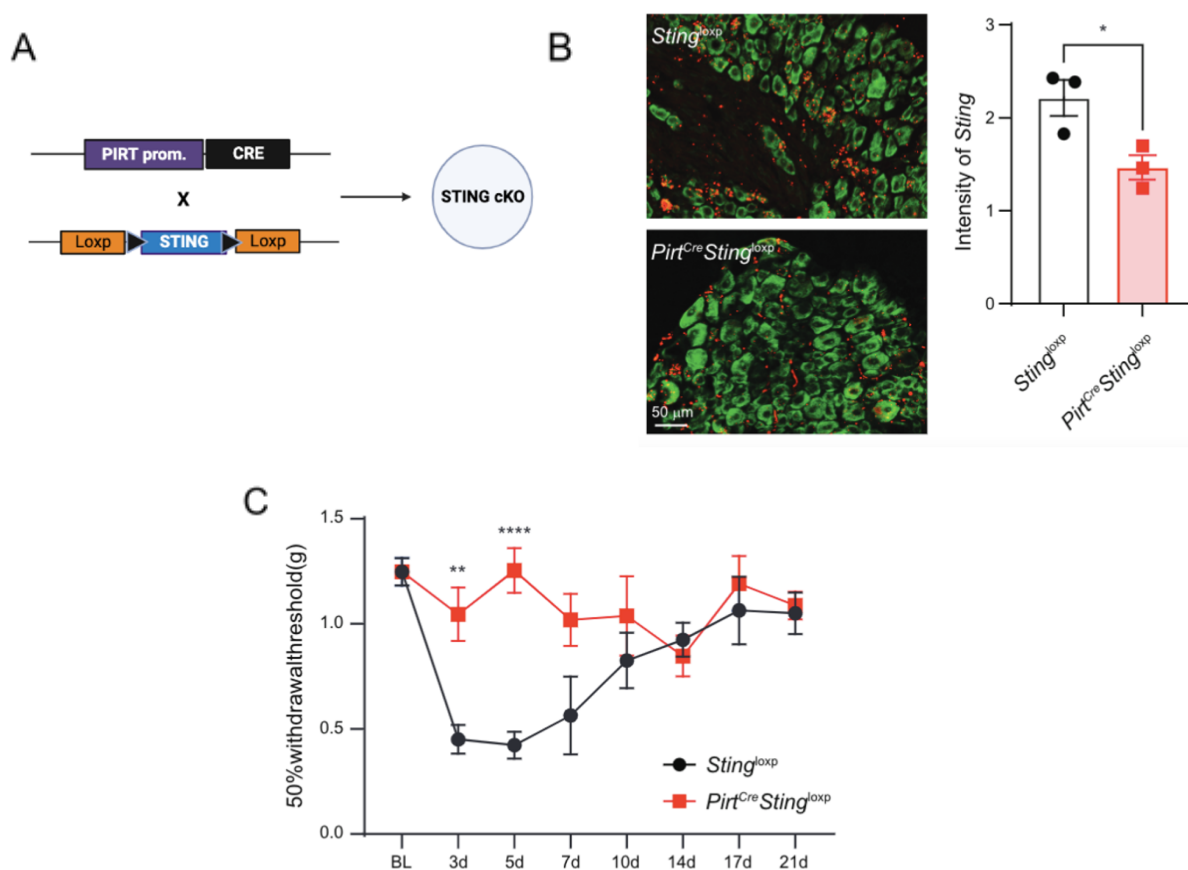 A
PIRT prom. CRE
X
STING cKO
Loxp STING Loxp
B
Sting^loxp
Pirt^Cre Sting^loxp
50 μm
3
2
1
0
Intensity of Sting
*
Sting^loxp
Pirt^Cre Sting^loxp
C
50%withdrawalthreshold(g)
1.5
1.0
0.5
0.0
**
****
Sting^loxp
Pirt^Cre Sting^loxp
BL 3d 5d 7d 10d 14d 17d 21d